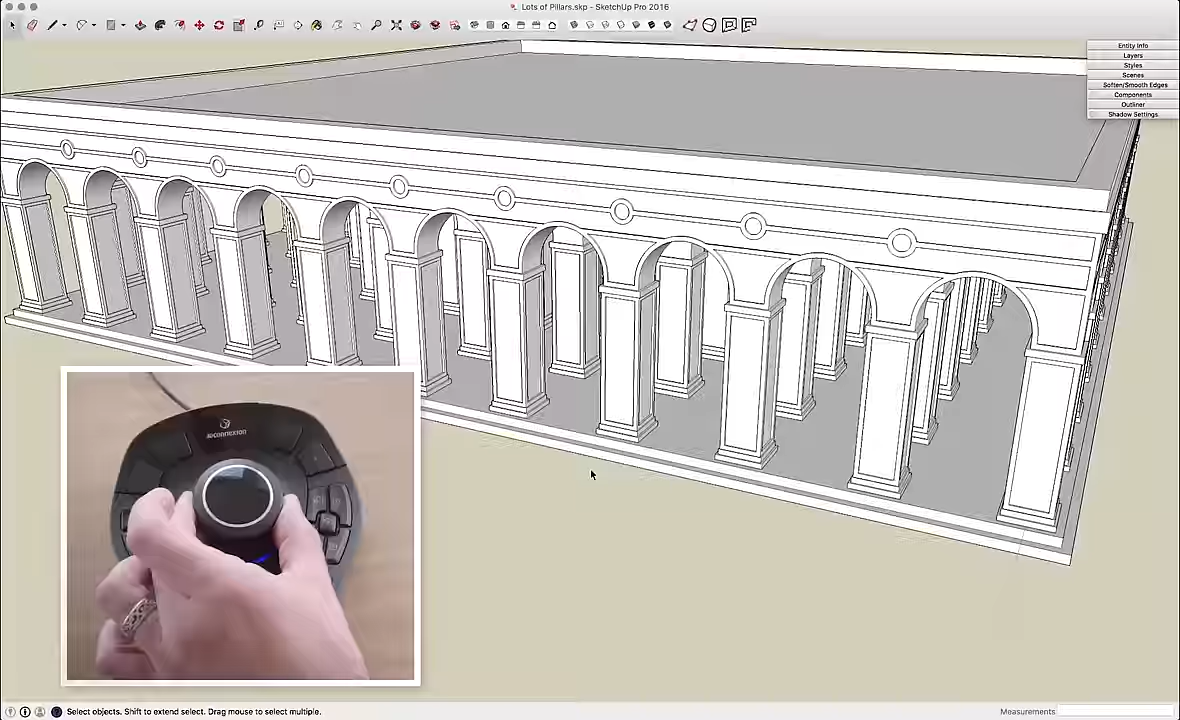 Lots of Pillars.skp - SketchUp Pro 2016
Entity Info
Layers
Styles
Scenes
Soften/Smooth Edges
Components
Outliner
Shadow Settings
3Dconnexion
Select objects. Shift to extend select. Drag mouse to select multiple.
Measurements